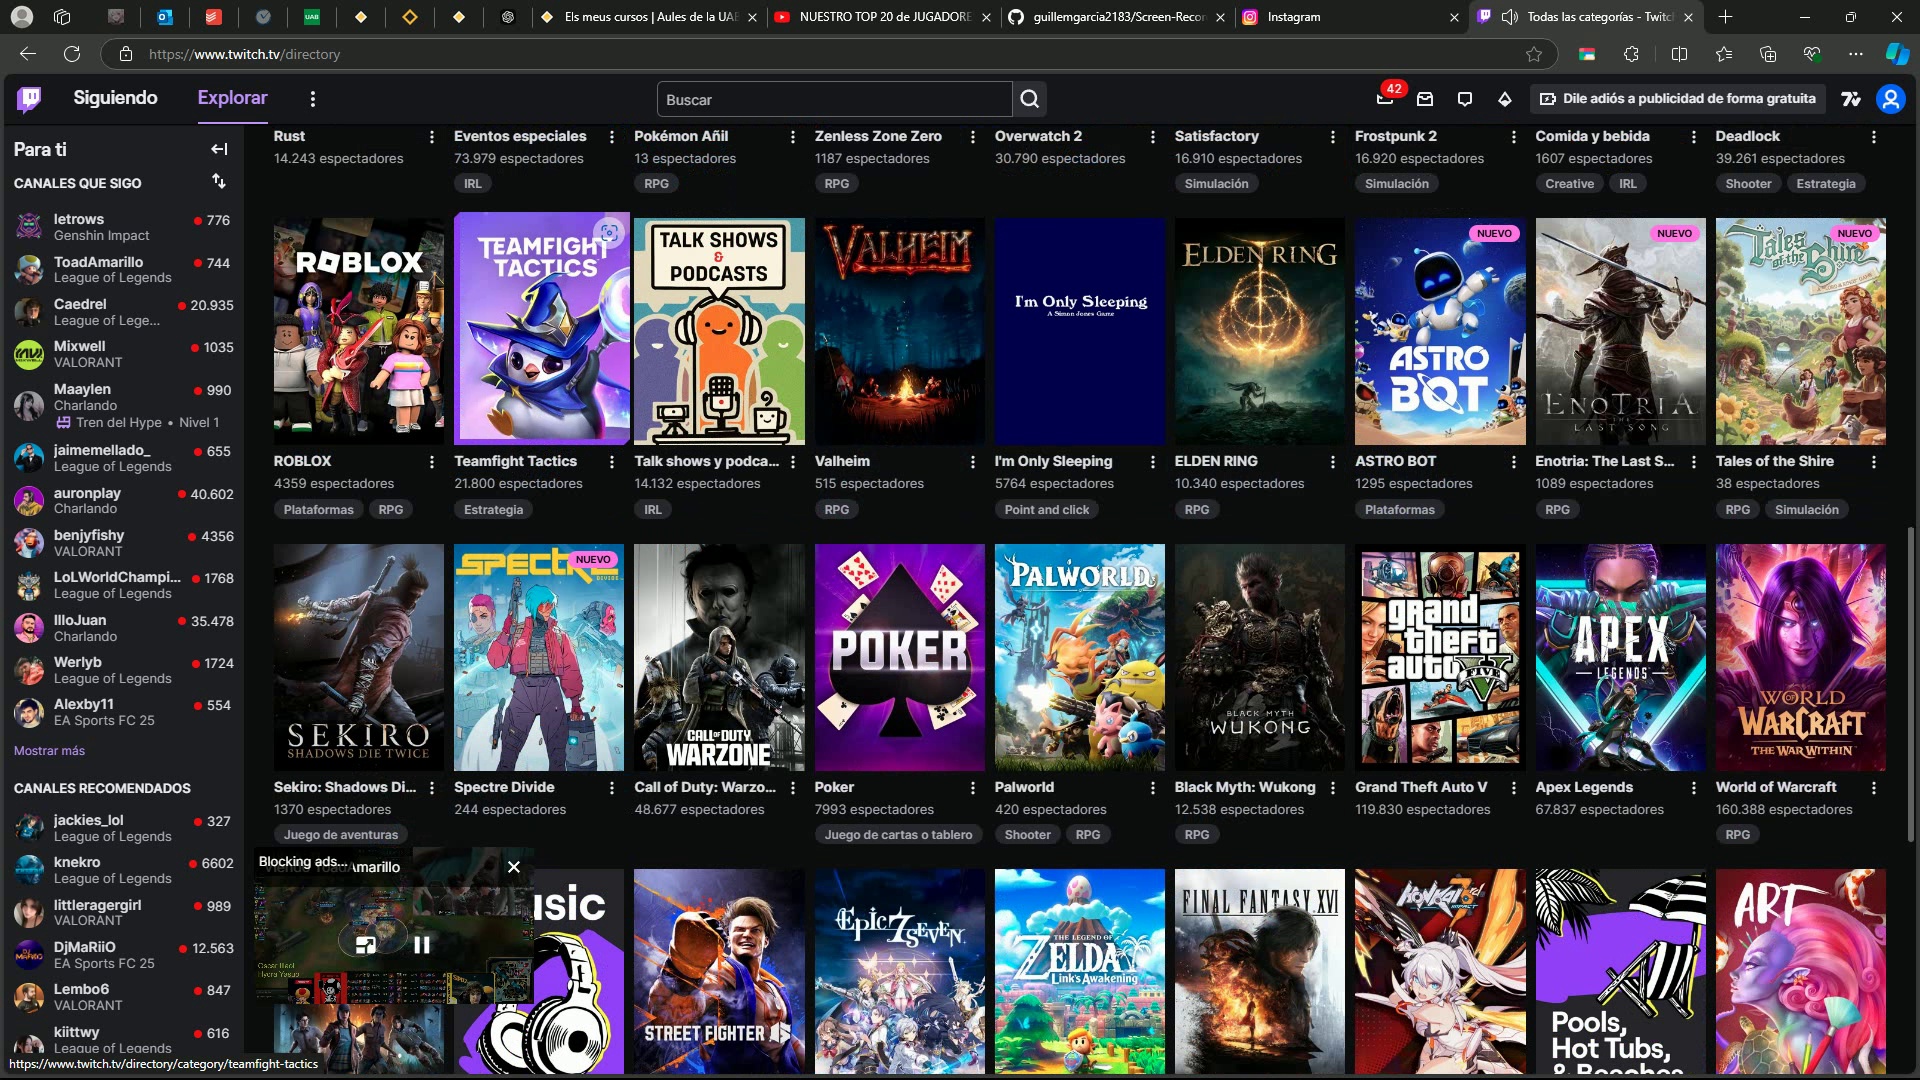 Els meus cursos | Aules de la UAB
NUESTRO TOP 20 de JUGADORE
guillemgarcia2183/Screen-Recor
Instagram
Todas las categorías - Twitch
https://www.twitch.tv/directory
Siguiendo
Explorar
Buscar
42
Dile adiós a publicidad de forma gratuita
Para ti
CANALES QUE SIGO
letrows 776
Genshin Impact
ToadAmarillo 744
League of Legends
Caedrel 20.935
League of Lege...
Mixwell 1035
VALORANT
Maaylen 990
Charlando
Tren del Hype • Nivel 1
jaimemellado_ 655
League of Legends
auronplay 40.602
Charlando
benjyfishy 4356
VALORANT
LoLWorldChampi... 1768
League of Legends
IlloJuan 35.478
Charlando
Werlyb 1724
League of Legends
Alexby11 554
EA Sports FC 25
Mostrar más
CANALES RECOMENDADOS
jackies_lol 327
League of Legends
knekro 6602
League of Legends
littleragergirl 989
VALORANT
DjMaRiiO 12.563
EA Sports FC 25
Lembo6 847
VALORANT
kiittwy 616
League of Legends
https://www.twitch.tv/directory/category/teamfight-tactics
Rust
14.243 espectadores
Eventos especiales
73.979 espectadores
IRL
Pokémon Añil
13 espectadores
RPG
Zenless Zone Zero
1187 espectadores
RPG
Overwatch 2
30.790 espectadores
Satisfactory
16.910 espectadores
Simulación
Frostpunk 2
16.920 espectadores
Simulación
Comida y bebida
1607 espectadores
Creative IRL
Deadlock
39.261 espectadores
Shooter Estrategia
ROBLOX
ROBLOX
4359 espectadores
Plataformas RPG
TEAMFIGHT
TACTICS
Teamfight Tactics
21.800 espectadores
Estrategia
TALK SHOWS
&
PODCASTS
Talk shows y podca...
14.132 espectadores
IRL
VALHEIM
Valheim
515 espectadores
RPG
I'm Only Sleeping
A Simon Jones Game
I'm Only Sleeping
5764 espectadores
Point and click
ELDEN RING
ELDEN RING
10.340 espectadores
RPG
NUEVO
ASTRO
BOT
ASTRO BOT
1295 espectadores
Plataformas
NUEVO
ENOTRIA
THE LAST SONG
Enotria: The Last S...
1089 espectadores
RPG
NUEVO
Tales
of the Shire
Tales of the Shire
38 espectadores
RPG Simulación
SEKIRO
SHADOWS DIE TWICE
Sekiro: Shadows Di...
1370 espectadores
Juego de aventuras
NUEVO
SPECTRE
DIVIDE
Spectre Divide
244 espectadores
CALL OF DUTY
WARZONE
Call of Duty: Warzo...
48.677 espectadores
POKER
Poker
7993 espectadores
Juego de cartas o tablero
PALWORLD
Palworld
420 espectadores
Shooter RPG
BLACK MYTH
WUKONG
Black Myth: Wukong
12.538 espectadores
RPG
grand
theft
auto
V
FIVE
Grand Theft Auto V
119.830 espectadores
APEX
LEGENDS
Apex Legends
67.837 espectadores
WORLD
OF
WARCRAFT
THE WAR WITHIN
World of Warcraft
160.388 espectadores
RPG
Blocking ads...
Viendo ToadAmarillo
usic
STREET FIGHTER 6
EPIC SEVEN
THE LEGEND OF
ZELDA
Link's Awakening
FINAL FANTASY XVI
HONKAI 3rd
IMPACT
Pools,
Hot Tubs,
& Beaches
ART